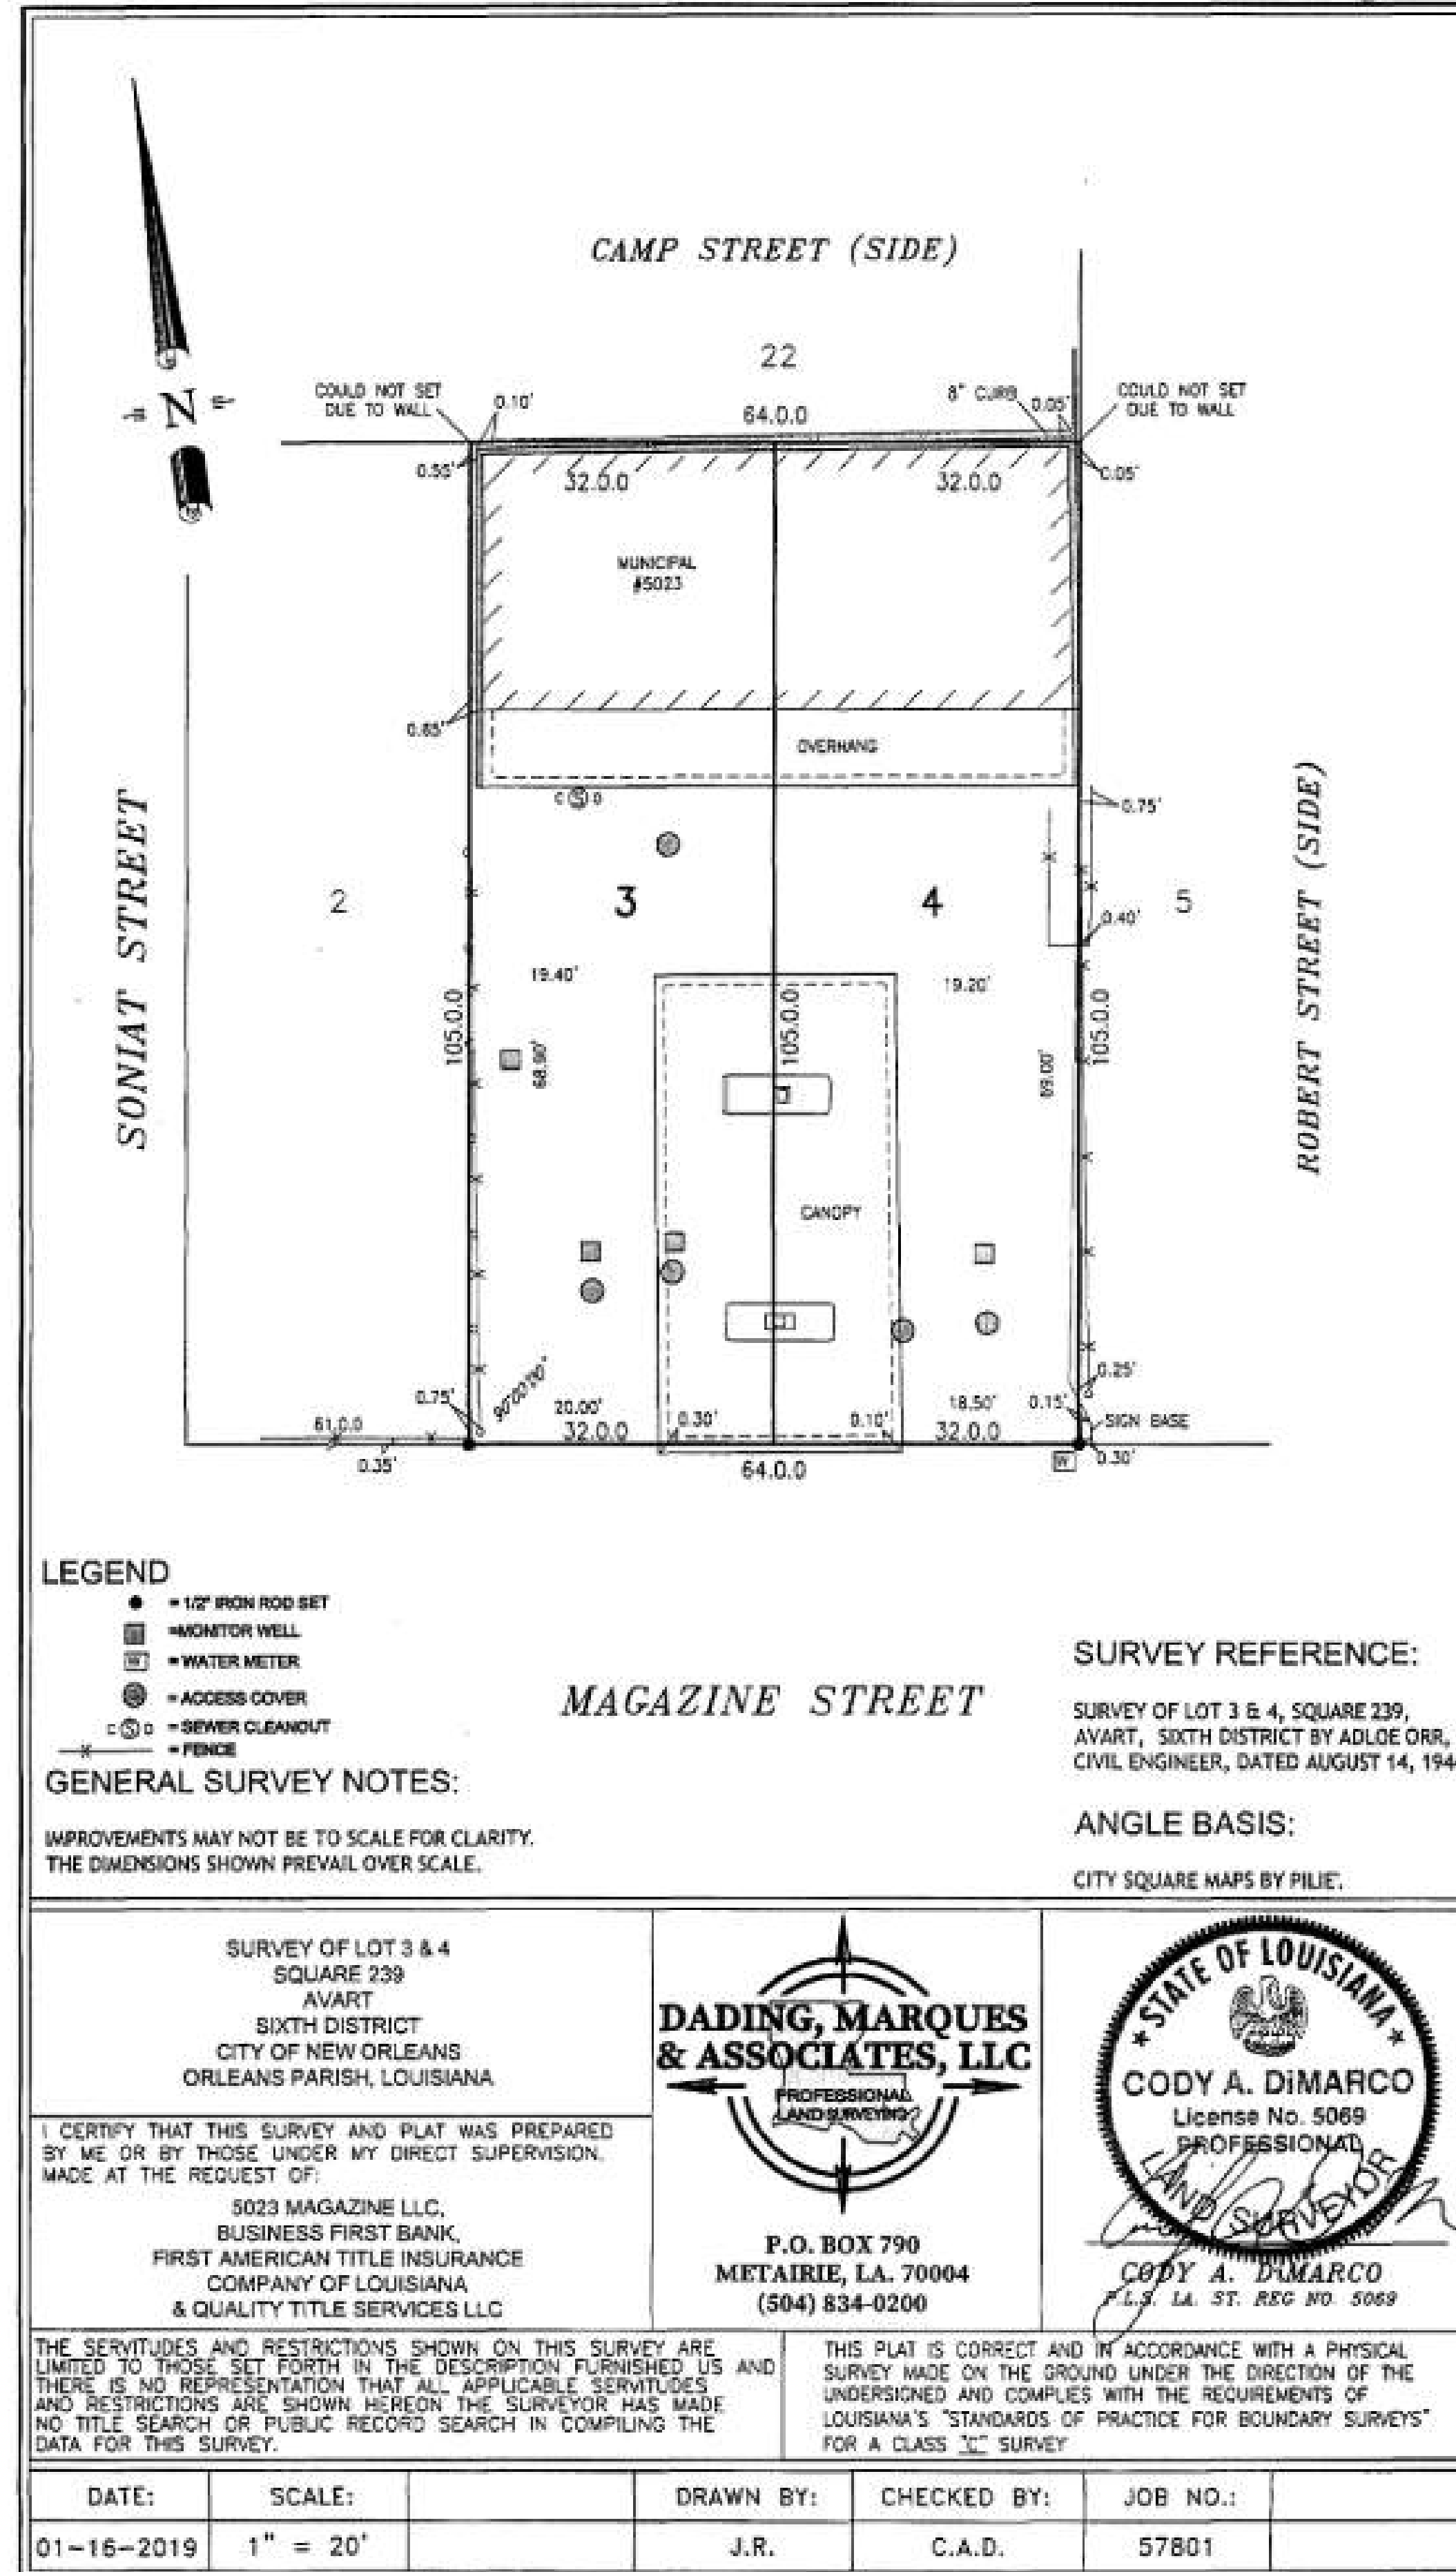 CAMP STREET (SIDE)
22
COULD NOT SET
DUE TO WALL
0.10'
64.0.0
8" CURB
0.05'
COULD NOT SET
DUE TO WALL
N
32.0.0
32.0.0
0.05'
MUNICIPAL
#5023
OVERHANG
C S O
0.75'
SONIAT STREET
ROBERT STREET (SIDE)
2
3
4
5
0.40'
19.40'
19.20'
105.0.0
105.0.0
105.0.0
68.90'
69.00'
CANOPY
0.75'
90°00'00"
20.00'
32.0.0
0.30'
0.10'
18.50'
32.0.0
0.15'
0.25'
SIGN BASE
61.0.0
0.35'
64.0.0
W
0.30'
LEGEND
= 1/2" IRON ROD SET
=MONITOR WELL
W = WATER METER
= ACCESS COVER
C S O = SEWER CLEANOUT
= FENCE
MAGAZINE STREET
GENERAL SURVEY NOTES:
IMPROVEMENTS MAY NOT BE TO SCALE FOR CLARITY.
THE DIMENSIONS SHOWN PREVAIL OVER SCALE.
SURVEY REFERENCE:
SURVEY OF LOT 3 & 4, SQUARE 239,
AVART, SIXTH DISTRICT BY ADLOE ORR,
CIVIL ENGINEER, DATED AUGUST 14,
ANGLE BASIS:
CITY SQUARE MAPS BY PILIE'.
SURVEY OF LOT 3 & 4
SQUARE 239
AVART
SIXTH DISTRICT
CITY OF NEW ORLEANS
ORLEANS PARISH, LOUISIANA
I CERTIFY THAT THIS SURVEY AND PLAT WAS PREPARED
BY ME OR BY THOSE UNDER MY DIRECT SUPERVISION.
MADE AT THE REQUEST OF:
5023 MAGAZINE LLC,
BUSINESS FIRST BANK,
FIRST AMERICAN TITLE INSURANCE
COMPANY OF LOUISIANA
& QUALITY TITLE SERVICES LLC
DADING, MARQUES
& ASSOCIATES, LLC
PROFESSIONAL
LAND SURVEYING
P.O. BOX 790
METAIRIE, LA. 70004
(504) 834-0200
STATE OF LOUISIANA
CODY A. DiMARCO
License No. 5069
PROFESSIONAL
LAND SURVEYOR
CODY A. DiMARCO
P.L.S. LA. ST. REG NO. 5069
THE SERVITUDES AND RESTRICTIONS SHOWN ON THIS SURVEY ARE
LIMITED TO THOSE SET FORTH IN THE DESCRIPTION FURNISHED US AND
THERE IS NO REPRESENTATION THAT ALL APPLICABLE SERVITUDES
AND RESTRICTIONS ARE SHOWN HEREON THE SURVEYOR HAS MADE
NO TITLE SEARCH OR PUBLIC RECORD SEARCH IN COMPILING THE
DATA FOR THIS SURVEY.
THIS PLAT IS CORRECT AND IN ACCORDANCE WITH A PHYSICAL
SURVEY MADE ON THE GROUND UNDER THE DIRECTION OF THE
UNDERSIGNED AND COMPLIES WITH THE REQUIREMENTS OF
LOUISIANA'S "STANDARDS OF PRACTICE FOR BOUNDARY SURVEYS"
FOR A CLASS "C" SURVEY
DATE: SCALE: DRAWN BY: CHECKED BY: JOB NO.:
01-16-2019 1" = 20' J.R. C.A.D. 57801